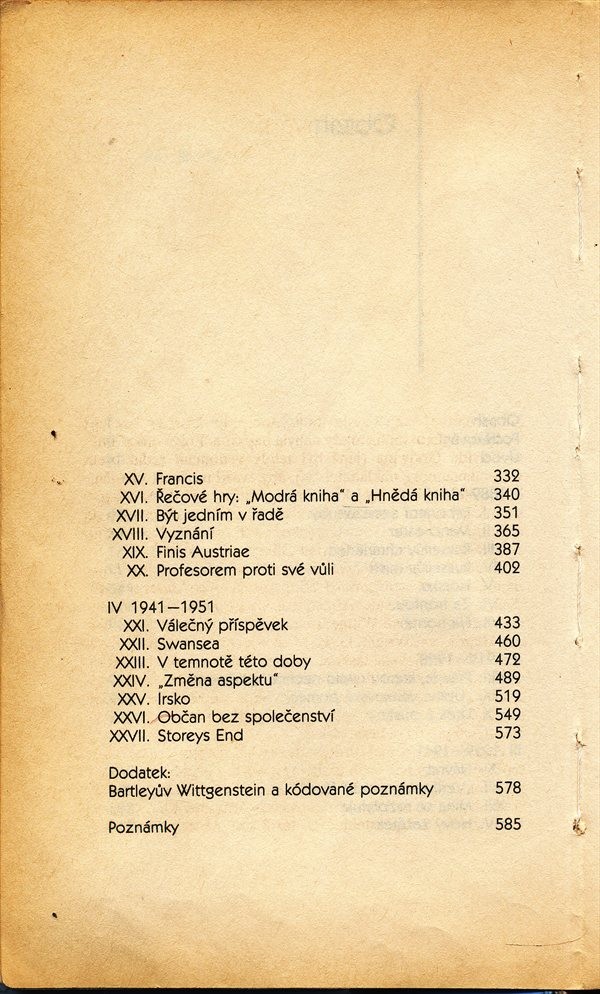 XV. Francis 332
XVI. Řečové hry: „Modrá kniha“ a „Hnědá kniha“ 340
XVII. Být jedním v řadě 351
XVIII. Vyznání 365
XIX. Finis Austriae 387
XX. Profesorem proti své vůli 402
IV 1941—1951
XXI. Válečný příspěvek 433
XXII. Swansea 460
XXIII. V temnotě této doby 472
XXIV. „Změna aspektu“ 489
XXV. Irsko 519
XXVI. Občan bez společenství 549
XXVII. Storeys End 573
Dodatek:
Bartleyův Wittgenstein a kódované poznámky 578
Poznámky 585